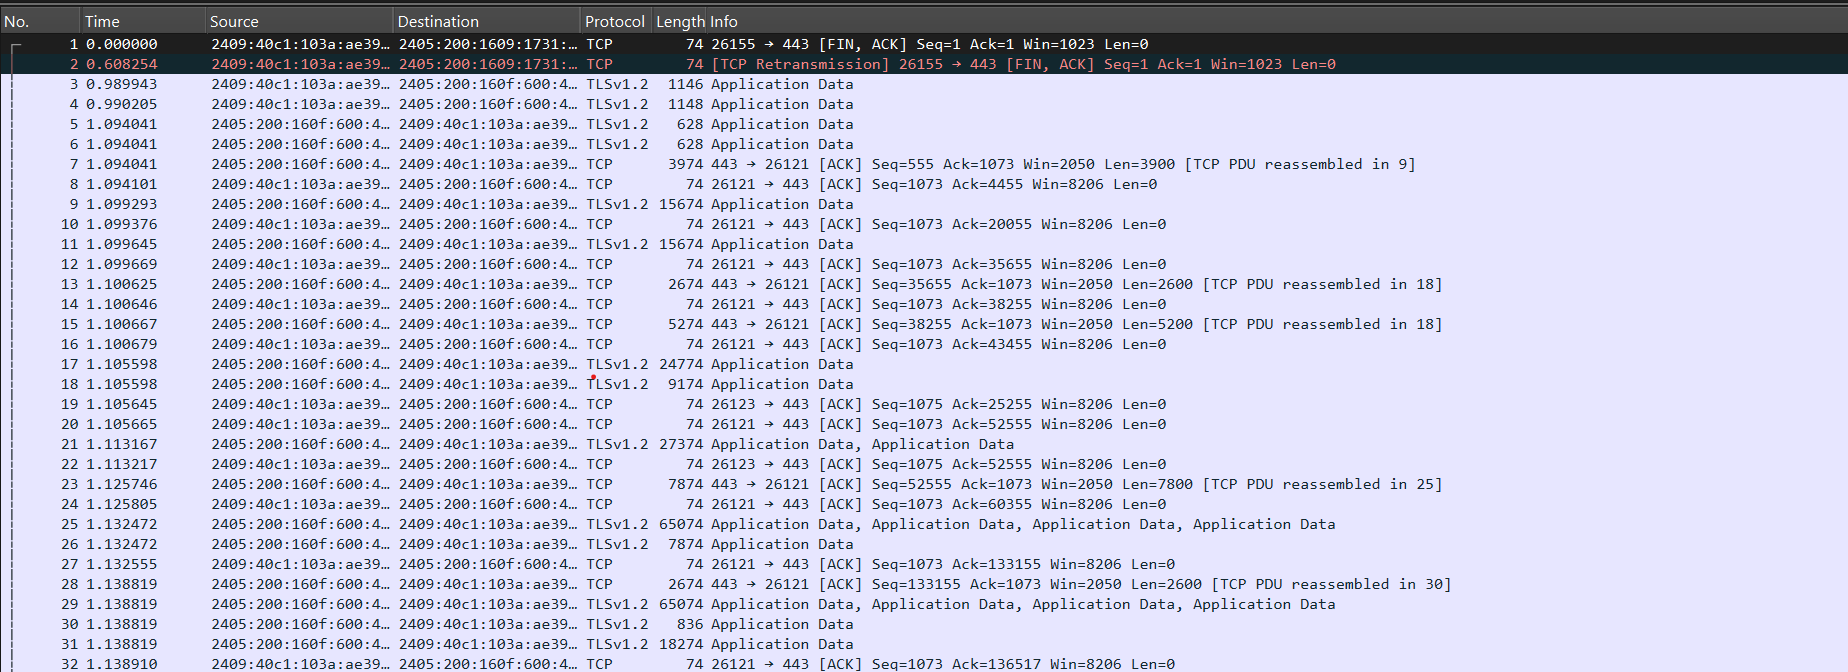 No. Time Source Destination Protocol Length Info
1 0.000000 2409:40c1:103a:ae39… 2405:200:1609:1731:… TCP 74 26155 → 443 [FIN, ACK] Seq=1 Ack=1 Win=1023 Len=0
2 0.608254 2409:40c1:103a:ae39… 2405:200:1609:1731:… TCP 74 [TCP Retransmission] 26155 → 443 [FIN, ACK] Seq=1 Ack=1 Win=1023 Len=0
3 0.989943 2409:40c1:103a:ae39… 2405:200:160f:600:4… TLSv1.2 1146 Application Data
4 0.990205 2409:40c1:103a:ae39… 2405:200:160f:600:4… TLSv1.2 1148 Application Data
5 1.094041 2405:200:160f:600:4… 2409:40c1:103a:ae39… TLSv1.2 628 Application Data
6 1.094041 2405:200:160f:600:4… 2409:40c1:103a:ae39… TLSv1.2 628 Application Data
7 1.094041 2405:200:160f:600:4… 2409:40c1:103a:ae39… TCP 3974 443 → 26121 [ACK] Seq=555 Ack=1073 Win=2050 Len=3900 [TCP PDU reassembled in 9]
8 1.094101 2409:40c1:103a:ae39… 2405:200:160f:600:4… TCP 74 26121 → 443 [ACK] Seq=1073 Ack=4455 Win=8206 Len=0
9 1.099293 2405:200:160f:600:4… 2409:40c1:103a:ae39… TLSv1.2 15674 Application Data
10 1.099376 2409:40c1:103a:ae39… 2405:200:160f:600:4… TCP 74 26121 → 443 [ACK] Seq=1073 Ack=20055 Win=8206 Len=0
11 1.099645 2405:200:160f:600:4… 2409:40c1:103a:ae39… TLSv1.2 15674 Application Data
12 1.099669 2409:40c1:103a:ae39… 2405:200:160f:600:4… TCP 74 26121 → 443 [ACK] Seq=1073 Ack=35655 Win=8206 Len=0
13 1.100625 2405:200:160f:600:4… 2409:40c1:103a:ae39… TCP 2674 443 → 26121 [ACK] Seq=35655 Ack=1073 Win=2050 Len=2600 [TCP PDU reassembled in 18]
14 1.100646 2409:40c1:103a:ae39… 2405:200:160f:600:4… TCP 74 26121 → 443 [ACK] Seq=1073 Ack=38255 Win=8206 Len=0
15 1.100667 2405:200:160f:600:4… 2409:40c1:103a:ae39… TCP 5274 443 → 26121 [ACK] Seq=38255 Ack=1073 Win=2050 Len=5200 [TCP PDU reassembled in 18]
16 1.100679 2409:40c1:103a:ae39… 2405:200:160f:600:4… TCP 74 26121 → 443 [ACK] Seq=1073 Ack=43455 Win=8206 Len=0
17 1.105598 2405:200:160f:600:4… 2409:40c1:103a:ae39… TLSv1.2 24774 Application Data
18 1.105598 2405:200:160f:600:4… 2409:40c1:103a:ae39… TLSv1.2 9174 Application Data
19 1.105645 2409:40c1:103a:ae39… 2405:200:160f:600:4… TCP 74 26123 → 443 [ACK] Seq=1075 Ack=25255 Win=8206 Len=0
20 1.105665 2409:40c1:103a:ae39… 2405:200:160f:600:4… TCP 74 26121 → 443 [ACK] Seq=1073 Ack=52555 Win=8206 Len=0
21 1.113167 2405:200:160f:600:4… 2409:40c1:103a:ae39… TLSv1.2 27374 Application Data, Application Data
22 1.113217 2409:40c1:103a:ae39… 2405:200:160f:600:4… TCP 74 26123 → 443 [ACK] Seq=1075 Ack=52555 Win=8206 Len=0
23 1.125746 2405:200:160f:600:4… 2409:40c1:103a:ae39… TCP 7874 443 → 26121 [ACK] Seq=52555 Ack=1073 Win=2050 Len=7800 [TCP PDU reassembled in 25]
24 1.125805 2409:40c1:103a:ae39… 2405:200:160f:600:4… TCP 74 26121 → 443 [ACK] Seq=1073 Ack=60355 Win=8206 Len=0
25 1.132472 2405:200:160f:600:4… 2409:40c1:103a:ae39… TLSv1.2 65074 Application Data, Application Data, Application Data, Application Data
26 1.132472 2405:200:160f:600:4… 2409:40c1:103a:ae39… TLSv1.2 7874 Application Data
27 1.132555 2409:40c1:103a:ae39… 2405:200:160f:600:4… TCP 74 26121 → 443 [ACK] Seq=1073 Ack=133155 Win=8206 Len=0
28 1.138819 2405:200:160f:600:4… 2409:40c1:103a:ae39… TCP 2674 443 → 26121 [ACK] Seq=133155 Ack=1073 Win=2050 Len=2600 [TCP PDU reassembled in 30]
29 1.138819 2405:200:160f:600:4… 2409:40c1:103a:ae39… TLSv1.2 65074 Application Data, Application Data, Application Data, Application Data
30 1.138819 2405:200:160f:600:4… 2409:40c1:103a:ae39… TLSv1.2 836 Application Data
31 1.138819 2405:200:160f:600:4… 2409:40c1:103a:ae39… TLSv1.2 18274 Application Data
32 1.138910 2409:40c1:103a:ae39… 2405:200:160f:600:4… TCP 74 26121 → 443 [ACK] Seq=1073 Ack=136517 Win=8206 Len=0